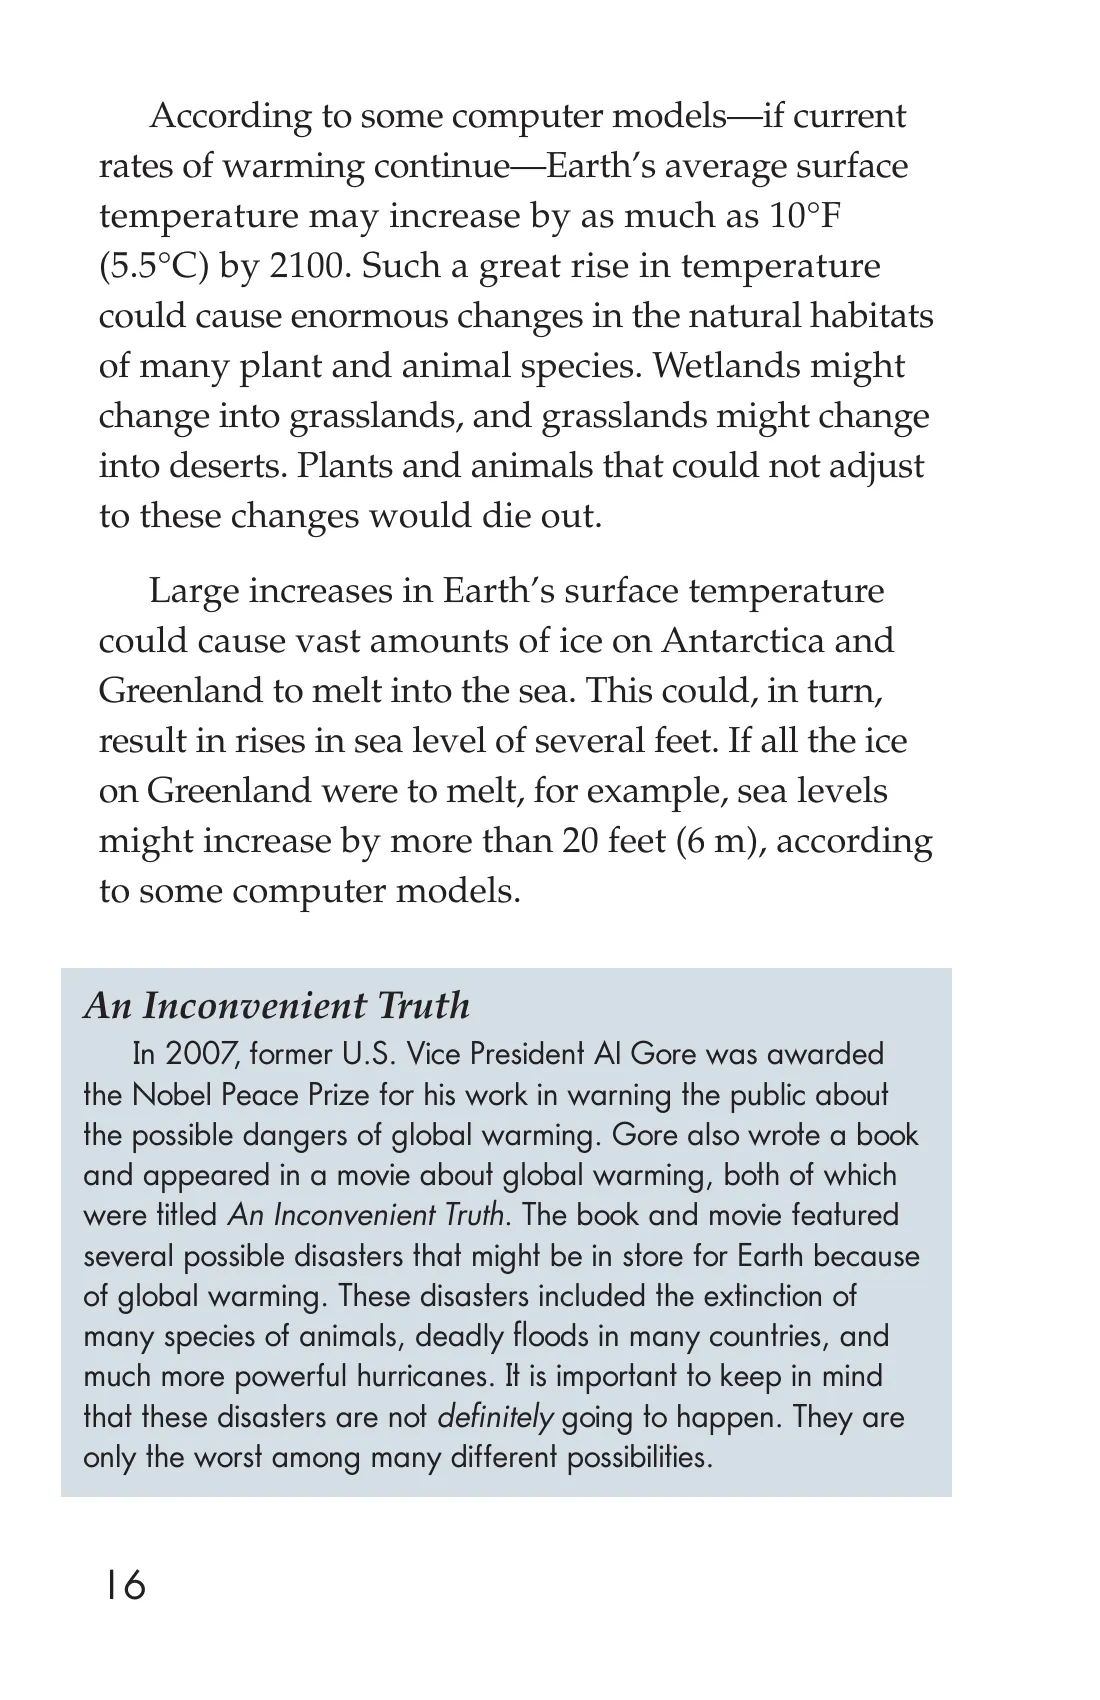 According to some computer models—if current
rates of warming continue—Earth’s average surface
temperature may increase by as much as 10°F
(5.5°C) by 2100. Such a great rise in temperature
could cause enormous changes in the natural habitats
of many plant and animal species. Wetlands might
change into grasslands, and grasslands might change
into deserts. Plants and animals that could not adjust
to these changes would die out.
Large increases in Earth’s surface temperature
could cause vast amounts of ice on Antarctica and
Greenland to melt into the sea. This could, in turn,
result in rises in sea level of several feet. If all the ice
on Greenland were to melt, for example, sea levels
might increase by more than 20 feet (6 m), according
to some computer models.
An Inconvenient Truth
In 2007, former U.S. Vice President Al Gore was awarded
the Nobel Peace Prize for his work in warning the public about
the possible dangers of global warming. Gore also wrote a book
and appeared in a movie about global warming, both of which
were titled An Inconvenient Truth. The book and movie featured
several possible disasters that might be in store for Earth because
of global warming. These disasters included the extinction of
many species of animals, deadly floods in many countries, and
much more powerful hurricanes. It is important to keep in mind
that these disasters are not definitely going to happen. They are
only the worst among many different possibilities.
16